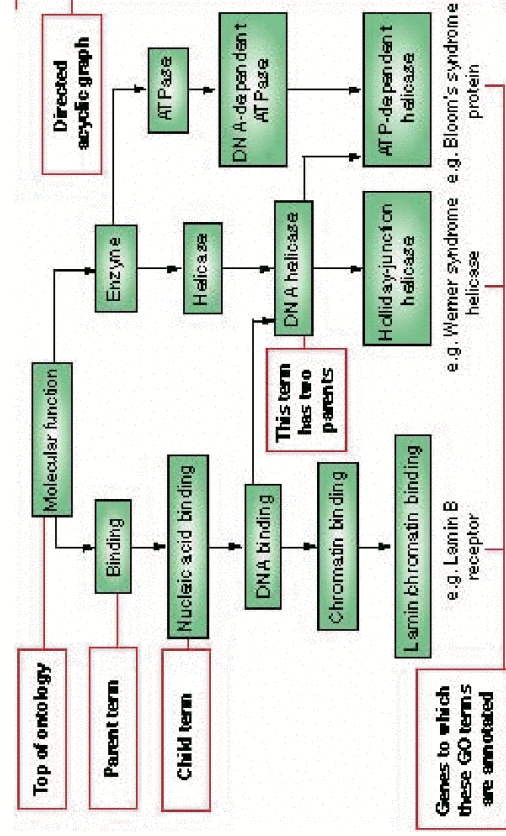 Directed
acyclic graph
Top of ontology
Molecular function
Parent term
Binding
Enzyme
ATPase
Child term
Nucleic acid binding
Helicase
DNA-dependent
ATPase
DNA binding
DNA helicase
This term
has two
parents
Chromatin binding
Lamin/chromatin binding
Holliday-junction
helicase
ATP-dependent
helicase
e.g. Lamin B
receptor
e.g. Werner syndrome
helicase
e.g. Bloom's syndrome
protein
Genes to which
these GO terms
are annotated